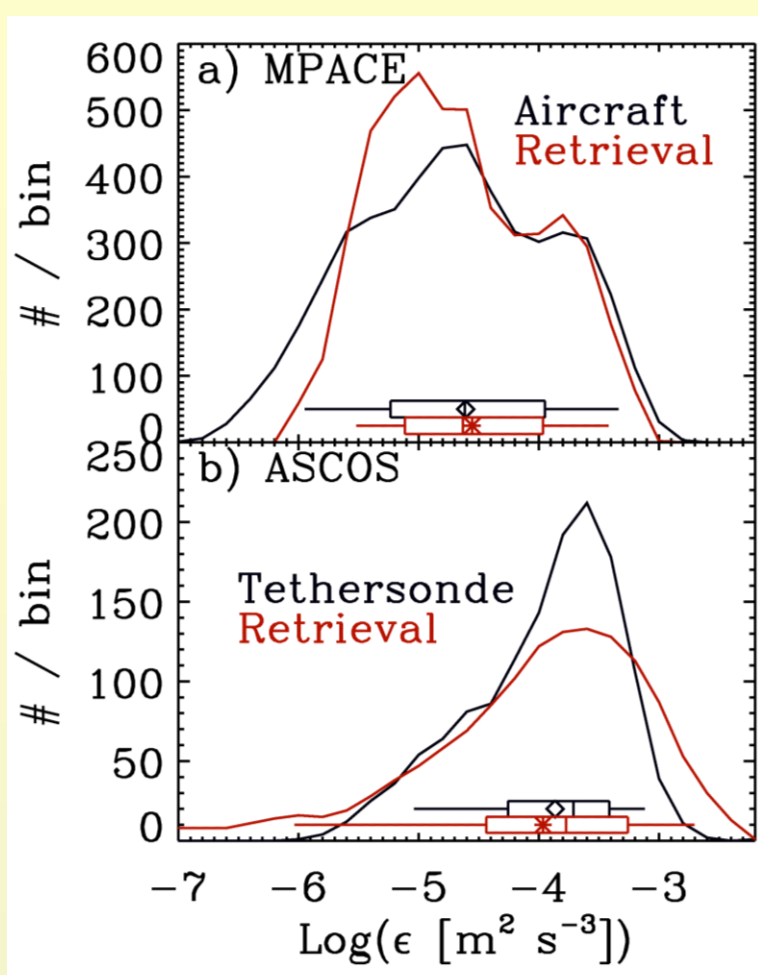 600
a) MPACE
500
Aircraft
Retrieval
400
300
200
100
0
# / bin
250
b) ASCOS
200
150
Tethersonde
Retrieval
100
50
0
# / bin
−7 −6 −5 −4 −3
Log(ϵ [m² s⁻³])